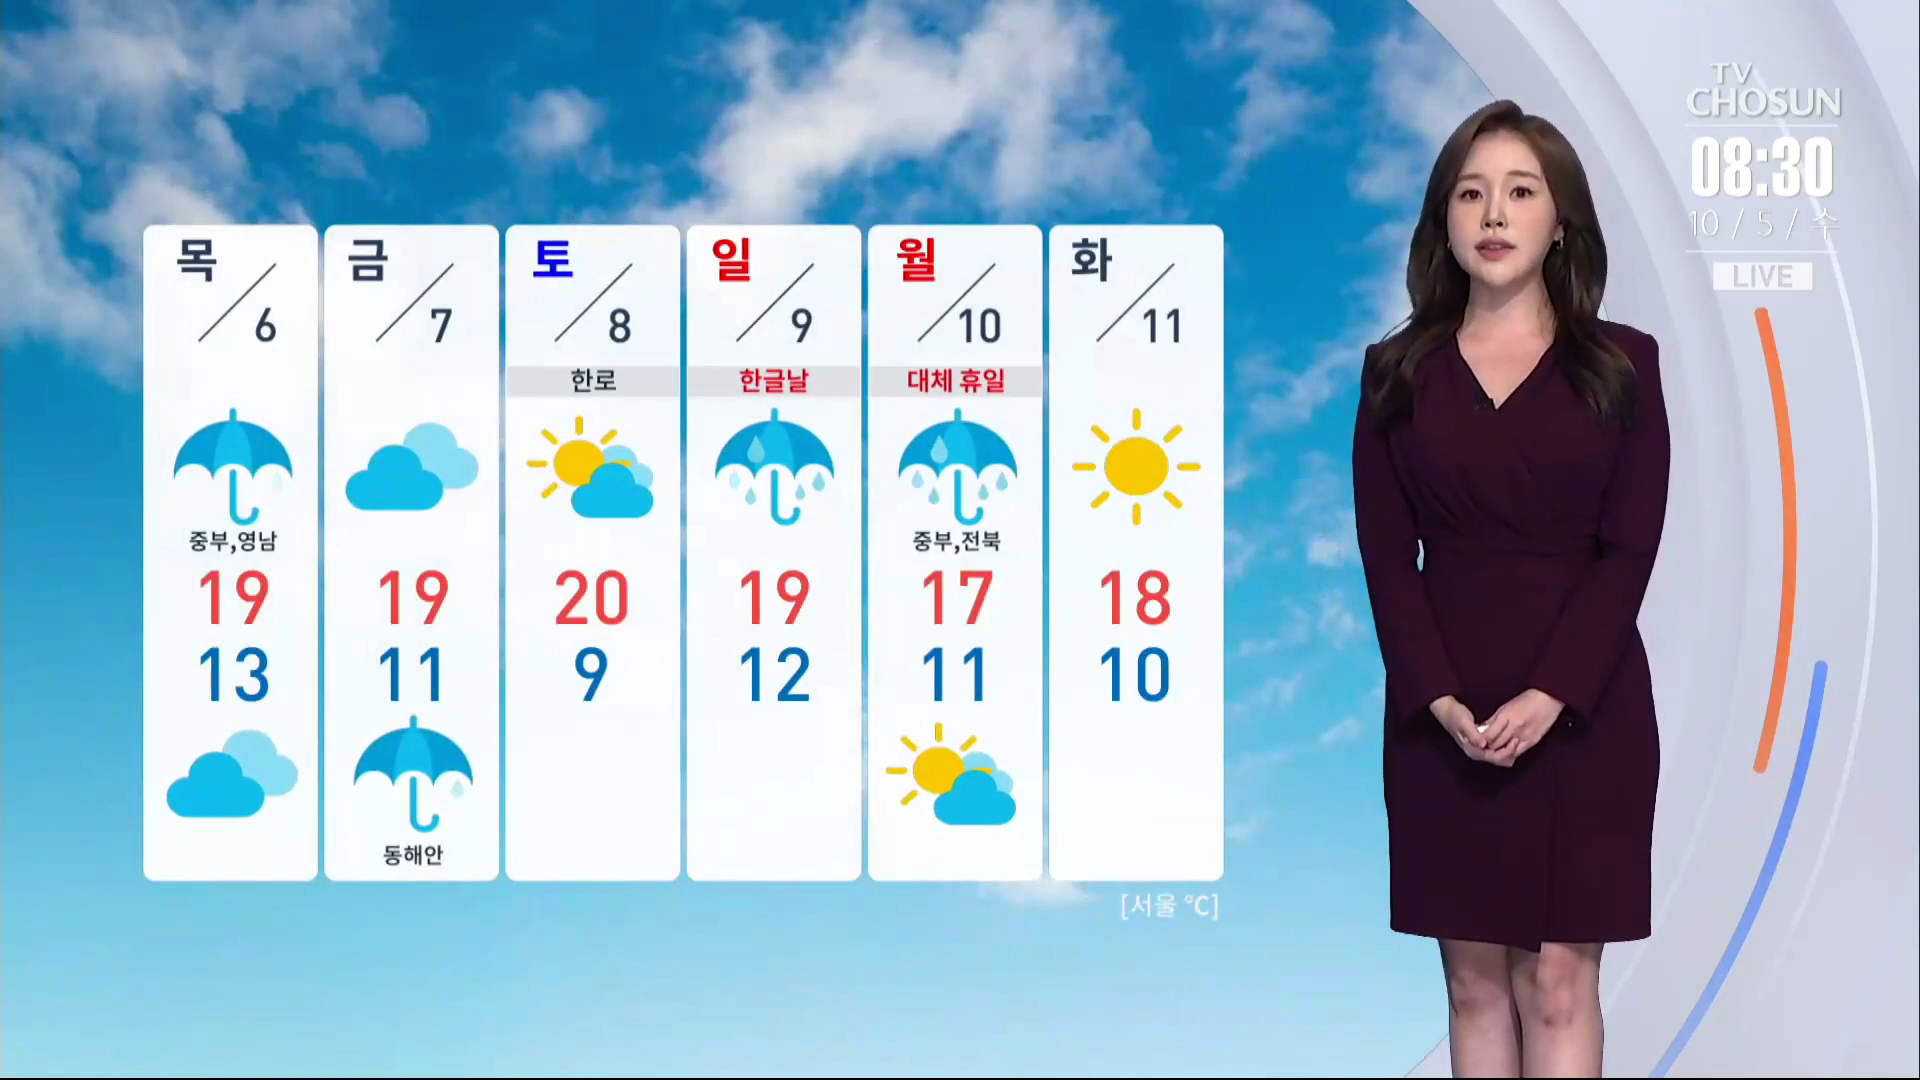 TV
CHOSUN
08:30
10 / 5 / 수
LIVE
목 6
금 7
토 8
일 9
월 10
화 11
한로
한글날
대체 휴일
중부,영남
중부,전북
19
19
20
19
17
18
13
11
9
12
11
10
동해안
[서울 °C]